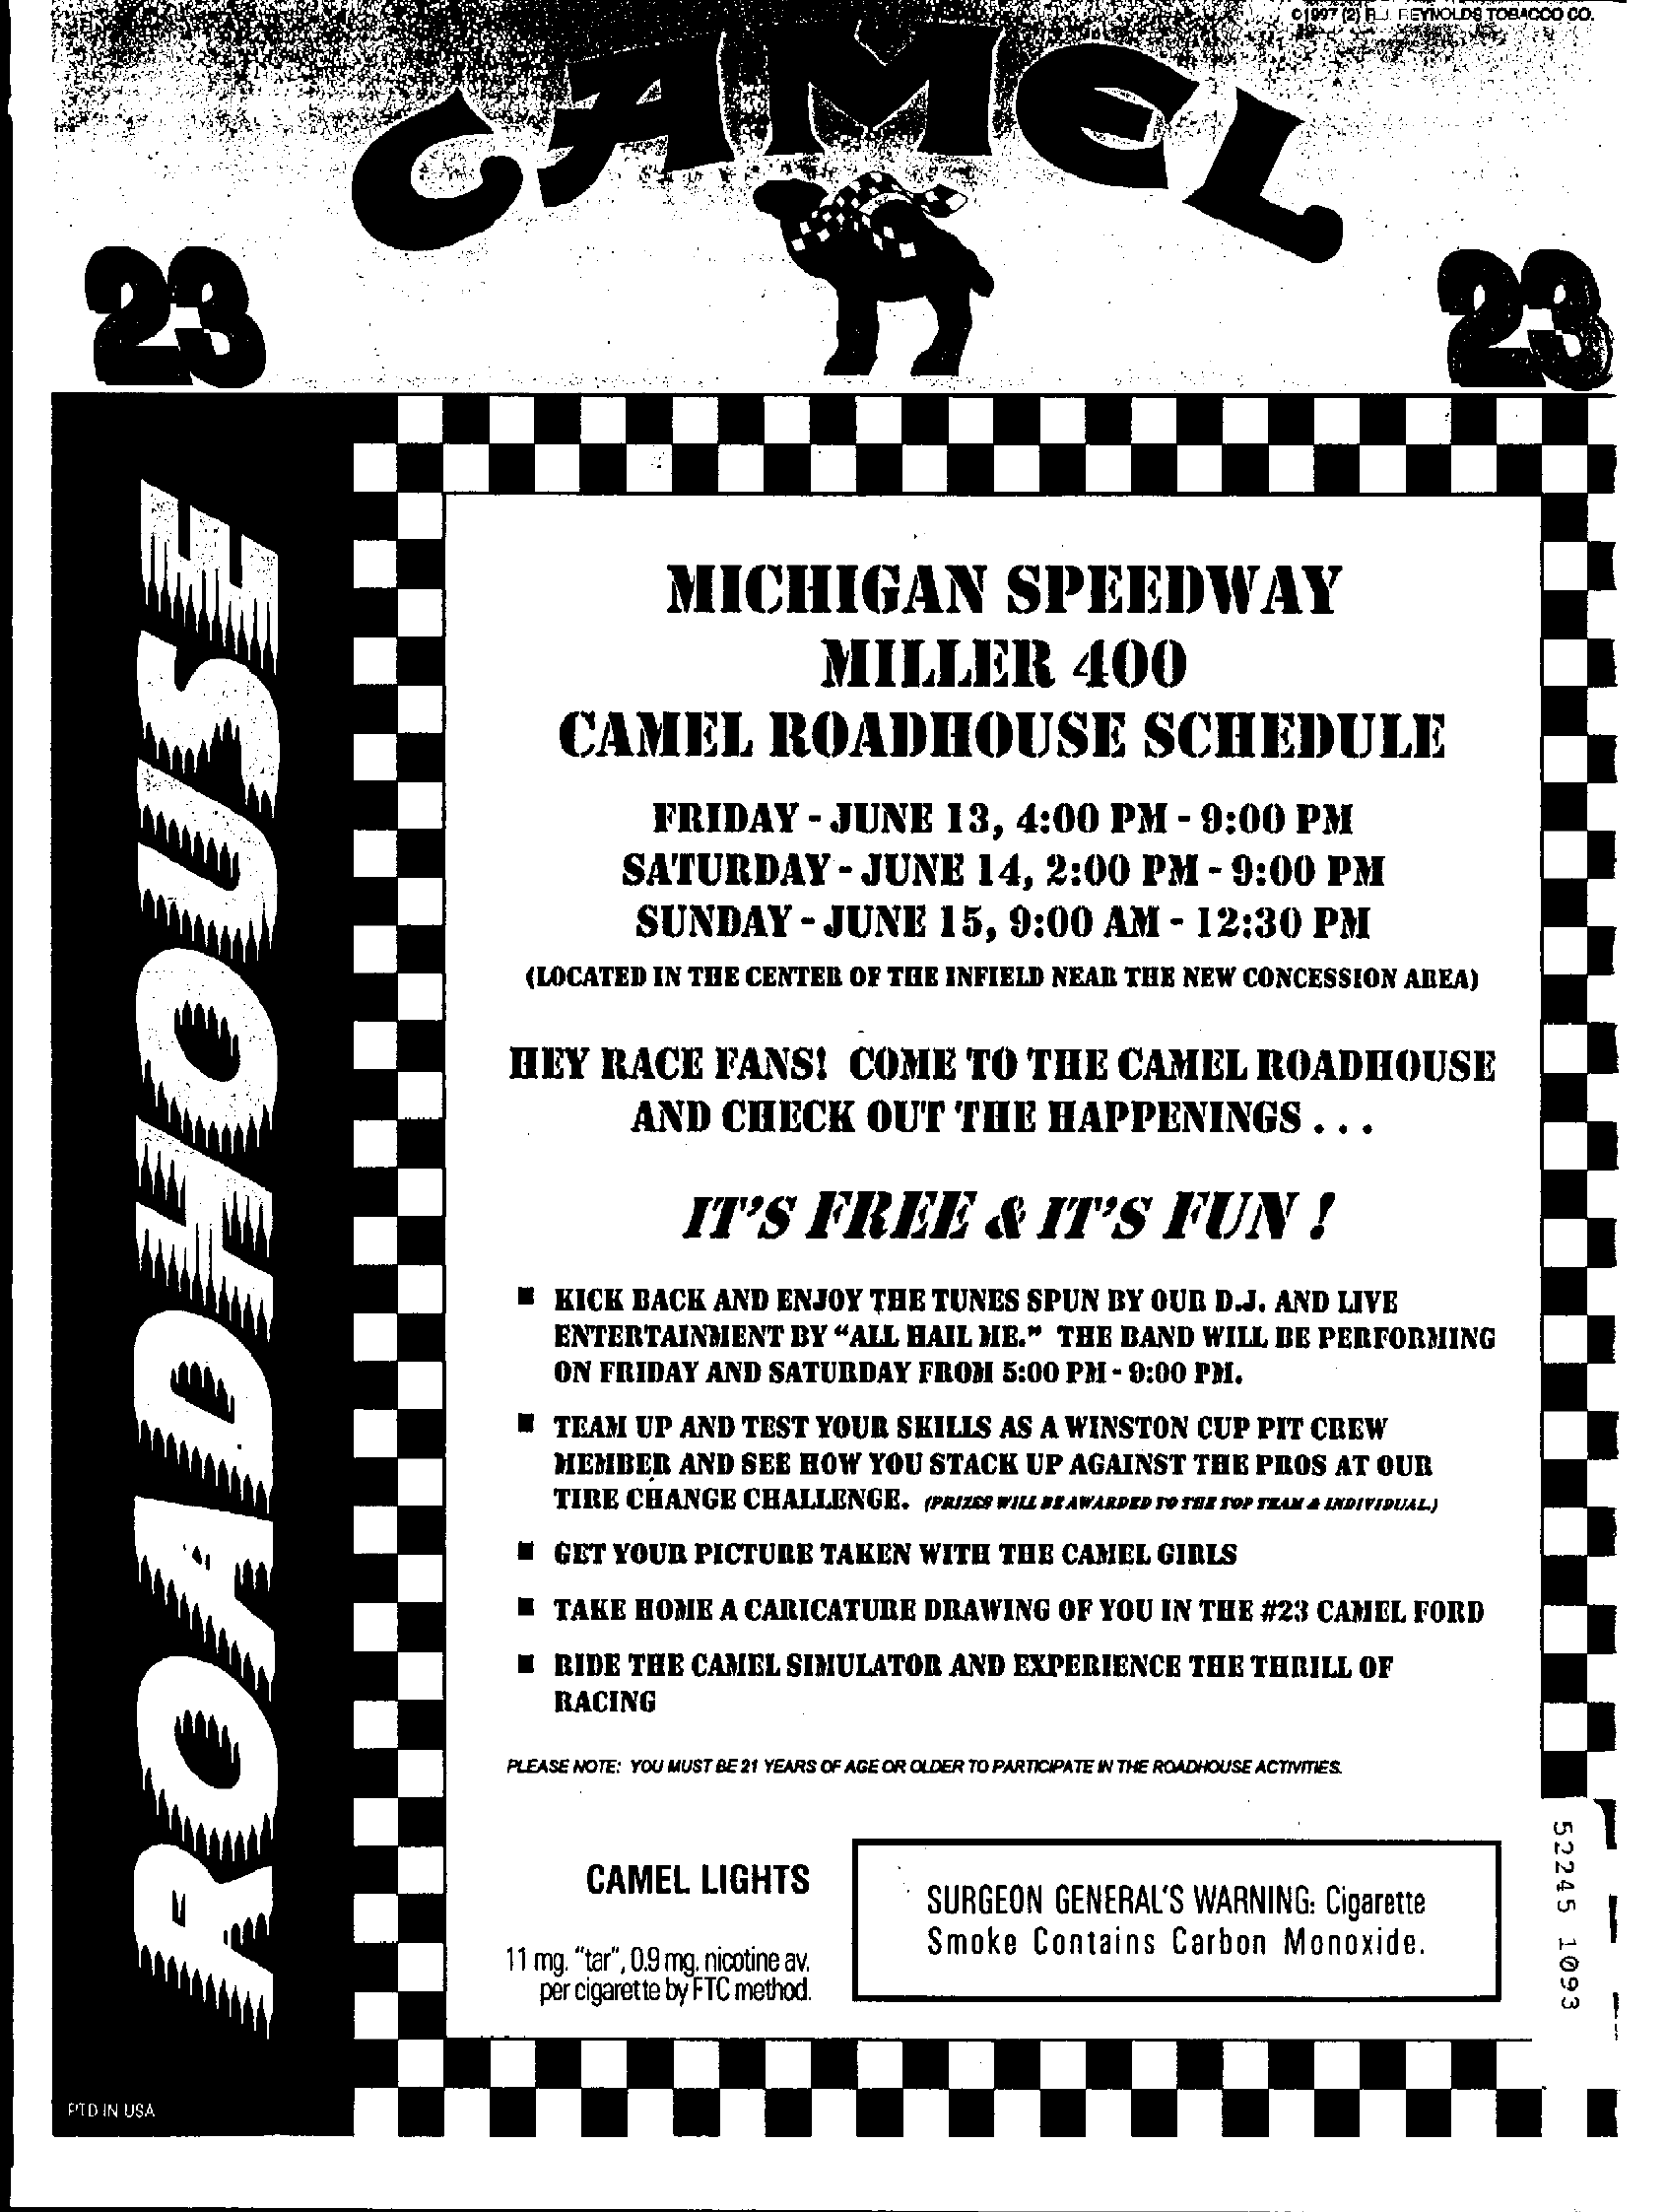 ©1997 (2) R.J. REYNOLDS TOBACCO CO.
CAMEL
23
23
ROADHOUSE
MICHIGAN SPEEDWAY
MILLER 400
CAMEL ROADHOUSE SCHEDULE
FRIDAY - JUNE 13, 4:00 PM - 9:00 PM
SATURDAY - JUNE 14, 2:00 PM - 9:00 PM
SUNDAY - JUNE 15, 9:00 AM - 12:30 PM
(LOCATED IN THE CENTER OF THE INFIELD NEAR THE NEW CONCESSION AREA)
HEY RACE FANS! COME TO THE CAMEL ROADHOUSE
AND CHECK OUT THE HAPPENINGS . . .
IT'S FREE & IT'S FUN !
■ KICK BACK AND ENJOY THE TUNES SPUN BY OUR D.J. AND LIVE
ENTERTAINMENT BY "ALL HAIL ME." THE BAND WILL BE PERFORMING
ON FRIDAY AND SATURDAY FROM 5:00 PM - 9:00 PM.
■ TEAM UP AND TEST YOUR SKILLS AS A WINSTON CUP PIT CREW
MEMBER AND SEE HOW YOU STACK UP AGAINST THE PROS AT OUR
TIRE CHANGE CHALLENGE. (PRIZES WILL BE AWARDED TO THE TOP TEAM & INDIVIDUAL.)
■ GET YOUR PICTURE TAKEN WITH THE CAMEL GIRLS
■ TAKE HOME A CARICATURE DRAWING OF YOU IN THE #23 CAMEL FORD
■ RIDE THE CAMEL SIMULATOR AND EXPERIENCE THE THRILL OF
RACING
PLEASE NOTE: YOU MUST BE 21 YEARS OF AGE OR OLDER TO PARTICIPATE IN THE ROADHOUSE ACTIVITIES.
CAMEL LIGHTS
11 mg. "tar", 0.9 mg. nicotine av.
per cigarette by FTC method.
SURGEON GENERAL'S WARNING: Cigarette
Smoke Contains Carbon Monoxide.
52245 1093
PTD IN USA